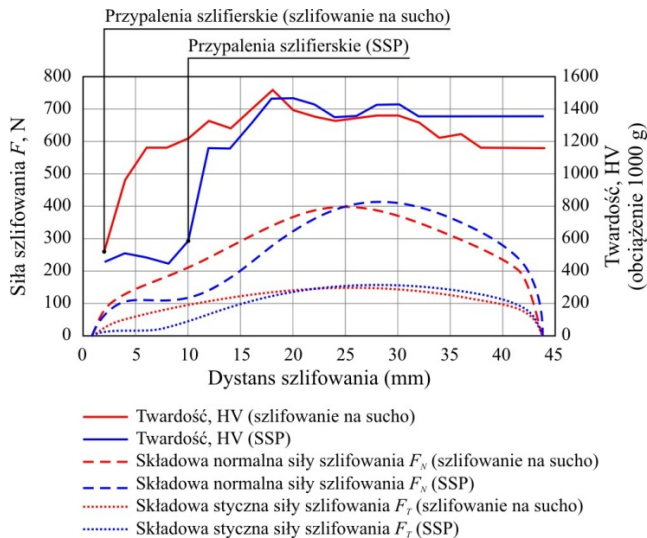 Przypalenia szlifierskie (szlifowanie na sucho)
Przypalenia szlifierskie (SSP)
800
700
600
500
400
300
200
100
0
Siła szlifowania F, N
1600
1400
1200
1000
800
600
400
200
0
Twardość, HV
(obciążenie 1000 g)
0 5 10 15 20 25 30 35 40 45
Dystans szlifowania (mm)
Twardość, HV (szlifowanie na sucho)
Twardość, HV (SSP)
Składowa normalna siły szlifowania F_N (szlifowanie na sucho)
Składowa normalna siły szlifowania F_N (SSP)
Składowa styczna siły szlifowania F_T (szlifowanie na sucho)
Składowa styczna siły szlifowania F_T (SSP)